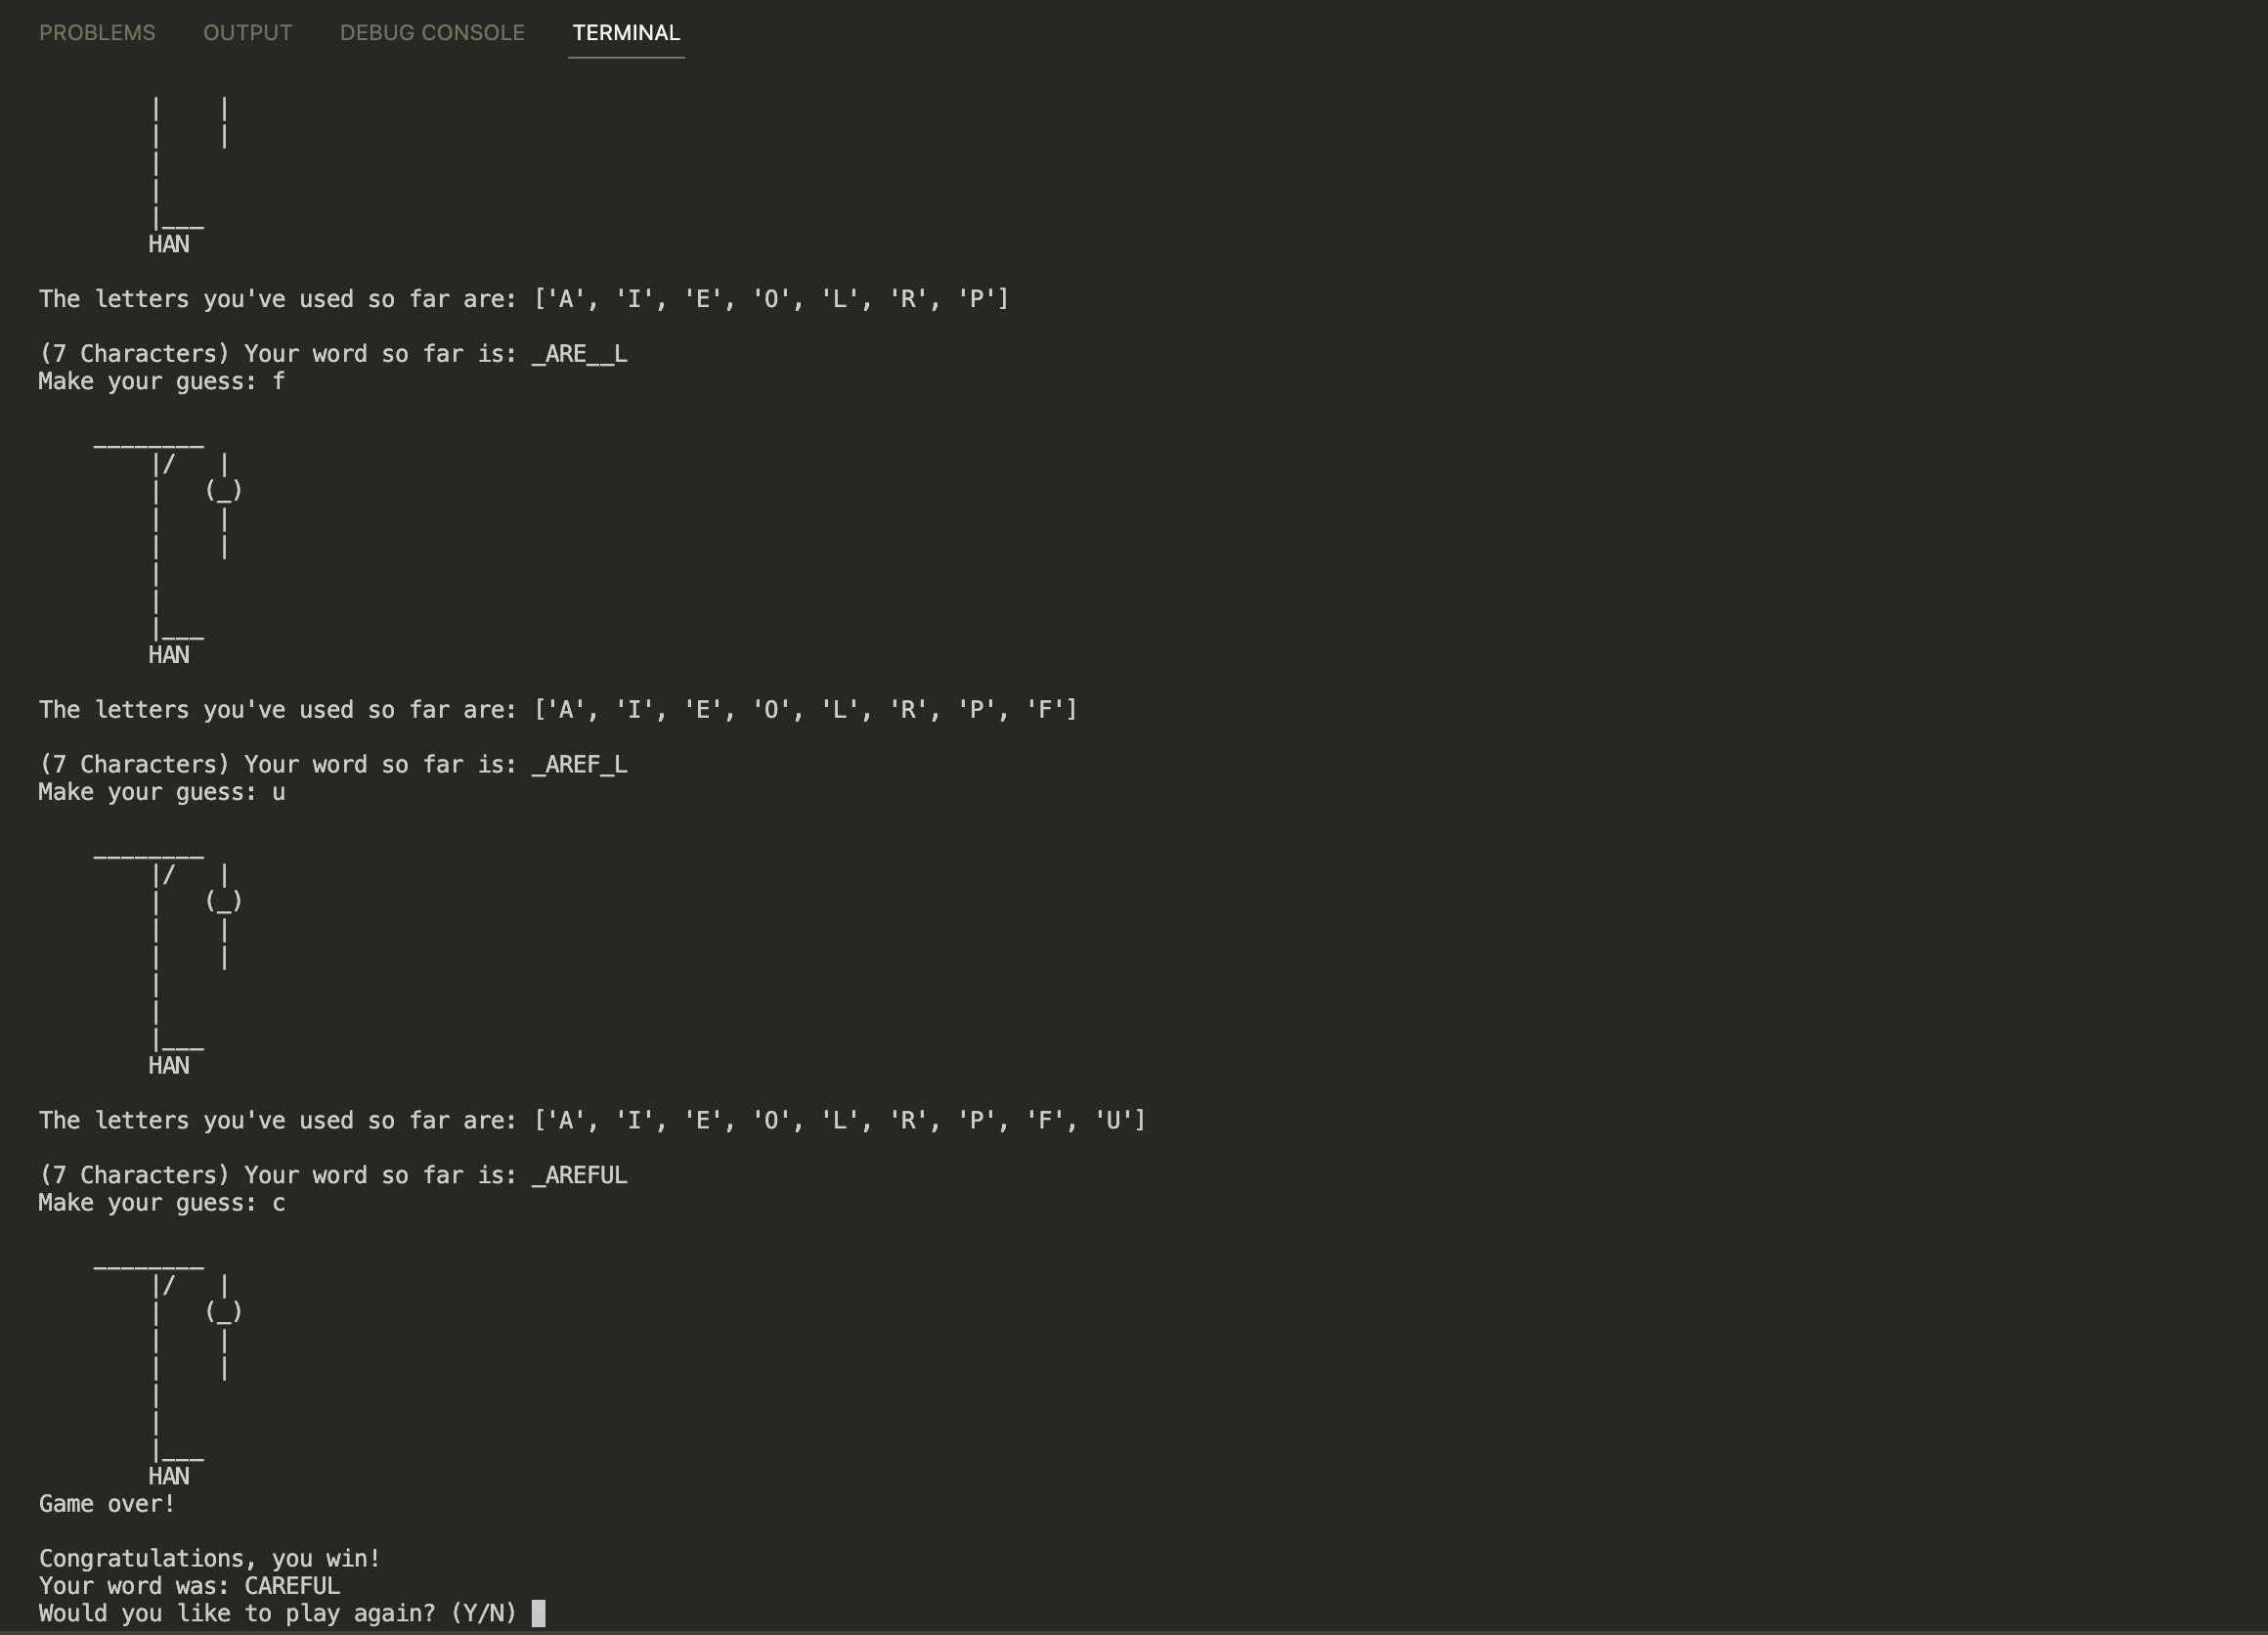 PROBLEMS OUTPUT DEBUG CONSOLE TERMINAL
         |    |
         |    |
         |
         |
         |___
        HAN
The letters you've used so far are: ['A', 'I', 'E', 'O', 'L', 'R', 'P']
(7 Characters) Your word so far is: _ARE__L
Make your guess: f
    ________
        |/   |
        |   (_)
        |    |
        |    |
        |
        |
        |___
        HAN
The letters you've used so far are: ['A', 'I', 'E', 'O', 'L', 'R', 'P', 'F']
(7 Characters) Your word so far is: _AREF_L
Make your guess: u
    ________
        |/   |
        |   (_)
        |    |
        |    |
        |
        |
        |___
        HAN
The letters you've used so far are: ['A', 'I', 'E', 'O', 'L', 'R', 'P', 'F', 'U']
(7 Characters) Your word so far is: _AREFUL
Make your guess: c
    ________
        |/   |
        |   (_)
        |    |
        |    |
        |
        |
        |___
        HAN
Game over!
Congratulations, you win!
Your word was: CAREFUL
Would you like to play again? (Y/N)